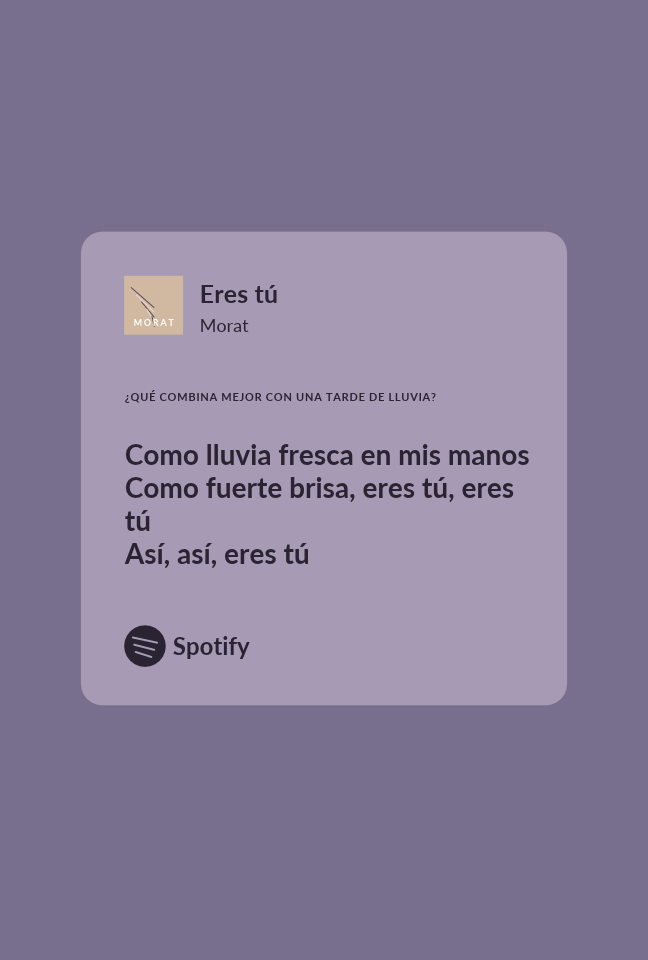 MORAT
Eres tú
Morat
¿QUÉ COMBINA MEJOR CON UNA TARDE DE LLUVIA?
Como lluvia fresca en mis manos
Como fuerte brisa, eres tú, eres
tú
Así, así, eres tú
Spotify